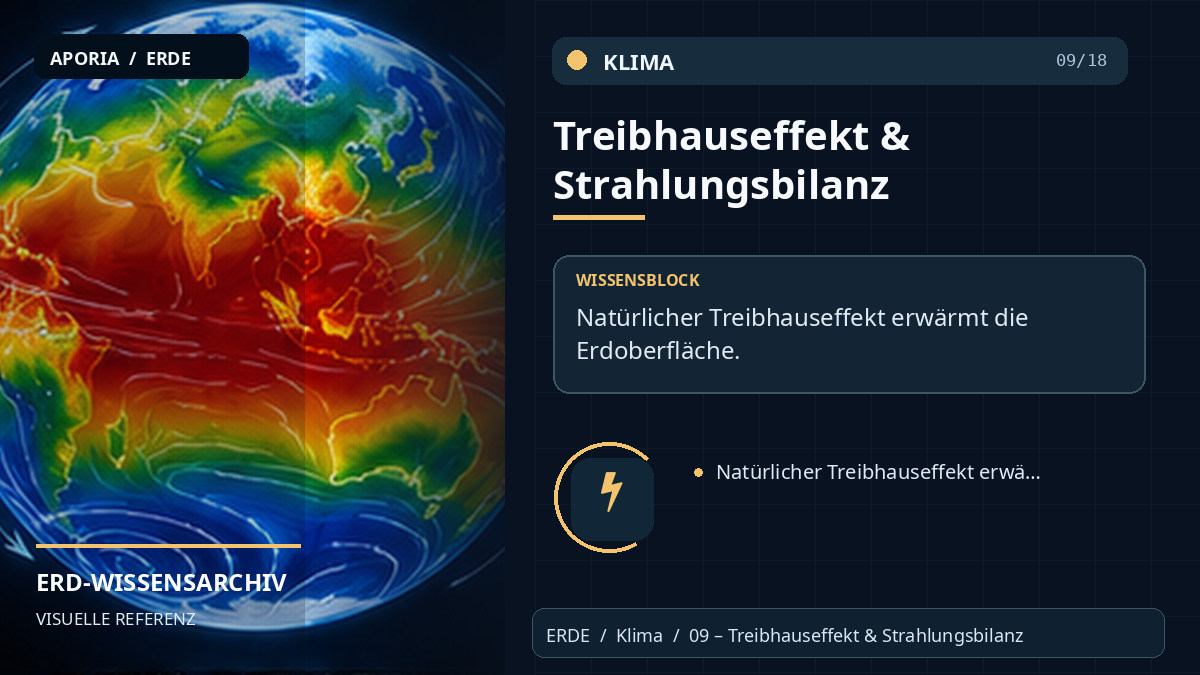 APORIA / ERDE
ERD-WISSENSARCHIV
VISUELLE REFERENZ
KLIMA
09/18
Treibhauseffekt &
Strahlungsbilanz
WISSENSBLOCK
Natürlicher Treibhauseffekt erwärmt die
Erdoberfläche.
Natürlicher Treibhauseffekt erwä…
ERDE / Klima / 09 – Treibhauseffekt & Strahlungsbilanz